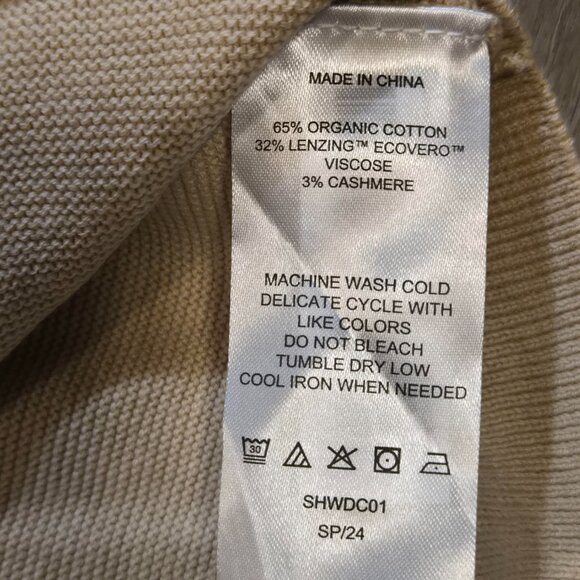 MADE IN CHINA
65% ORGANIC COTTON
32% LENZING™ ECOVERO™
VISCOSE
3% CASHMERE
MACHINE WASH COLD
DELICATE CYCLE WITH
LIKE COLORS
DO NOT BLEACH
TUMBLE DRY LOW
COOL IRON WHEN NEEDED
30
SHWDC01
SP/24